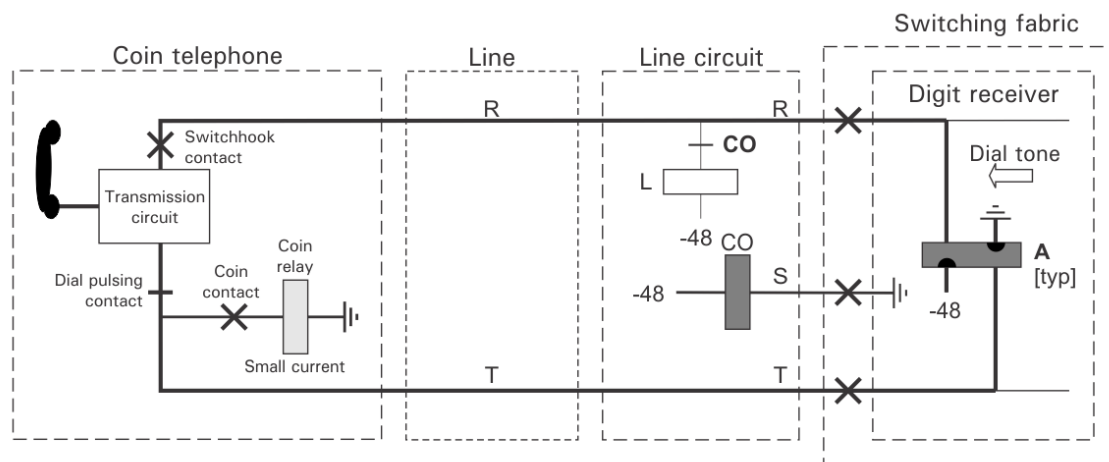 Switching fabric
Coin telephone
Line
Line circuit
Digit receiver
R
R
Switchhook
contact
CO
Dial tone
L
Transmission
circuit
-48
CO
Coin
relay
A
[typ]
Dial pulsing
contact
Coin
contact
-48
S
-48
Small current
T
T